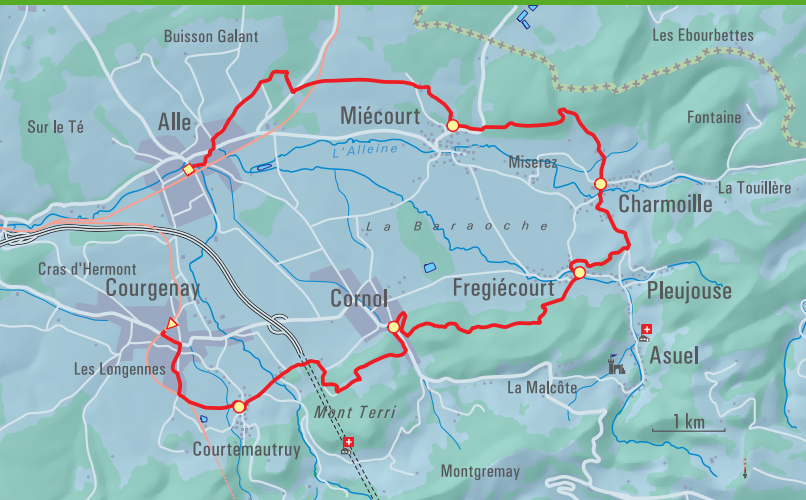 Buisson Galant
Les Ebourbettes
Sur le Té
Alle
Miécourt
Fontaine
L'Alleine
Miserez
La Touillère
Charmoille
La Baraoche
Cras d'Hermont
Courgenay
Cornol
Fregiécourt
Pleujouse
Asuel
Les Longennes
La Malcôte
Mont Terri
1 km
Courtemautruy
Montgremay